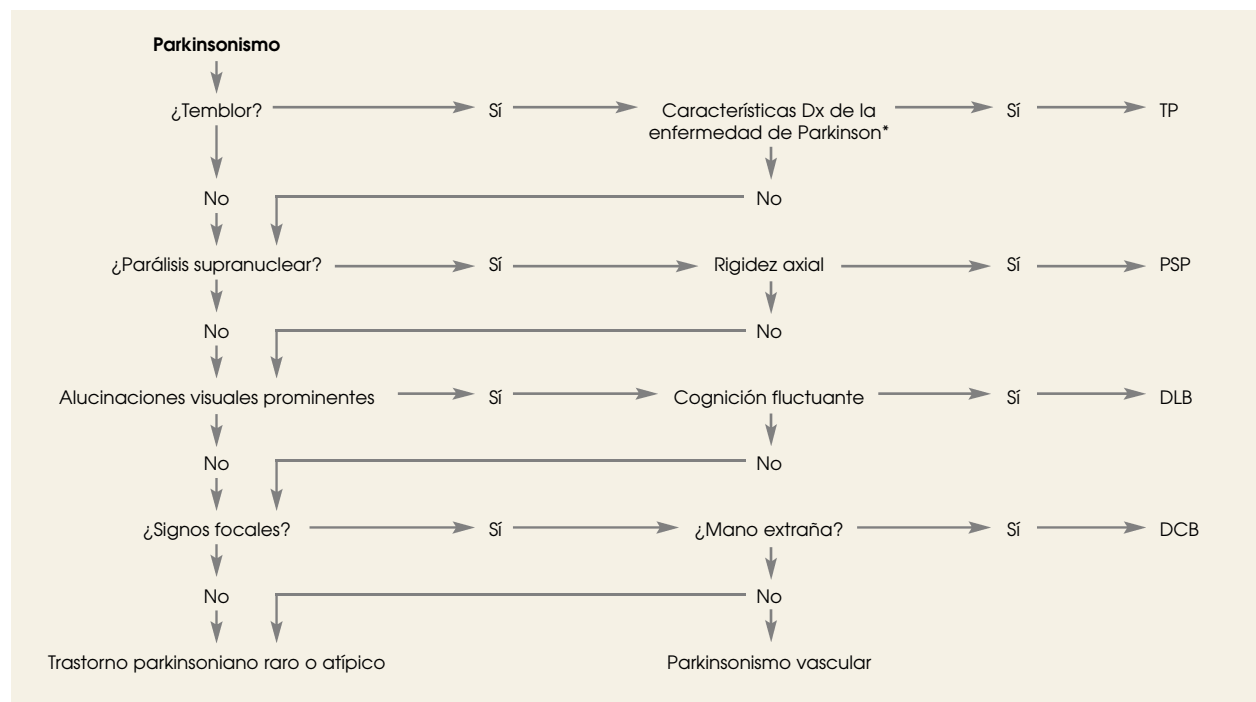 Parkinsonismo
¿Temblor? Sí Características Dx de la Sí TP
enfermedad de Parkinson*
No No
¿Parálisis supranuclear? Sí Rigidez axial Sí PSP
No No
Alucinaciones visuales prominentes Sí Cognición fluctuante Sí DLB
No No
¿Signos focales? Sí ¿Mano extraña? Sí DCB
No No
Trastorno parkinsoniano raro o atípico Parkinsonismo vascular